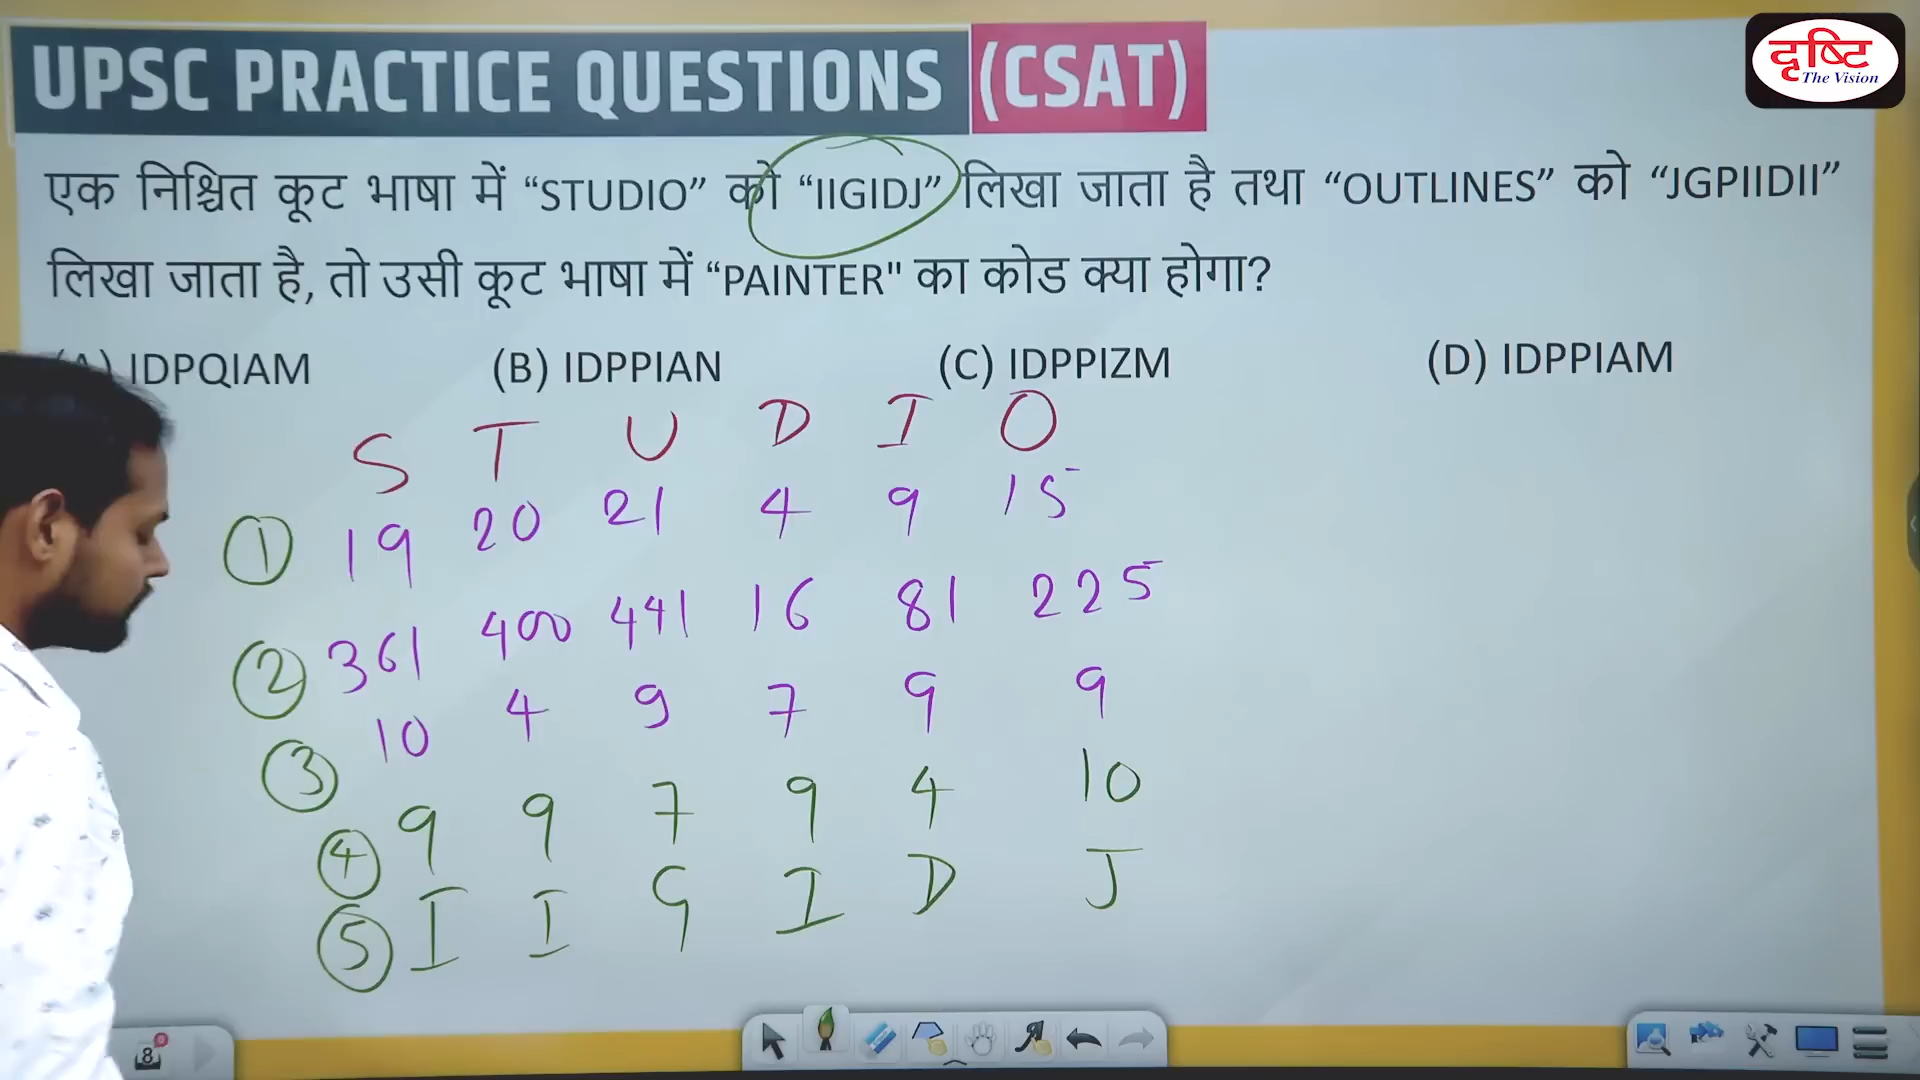 UPSC PRACTICE QUESTIONS (CSAT)
दृष्टि
The Vision
एक निश्चित कूट भाषा में “STUDIO” को “IIGIDJ” लिखा जाता है तथा “OUTLINES” को “JGPIIDII”
लिखा जाता है, तो उसी कूट भाषा में “PAINTER" का कोड क्या होगा?
A) IDPQIAM (B) IDPPIAN (C) IDPPIZM (D) IDPPIAM
S T U D I O
1 19 20 21 4 9 15
2 361 400 441 16 81 225
3 10 4 9 7 9 9
4 9 9 7 9 4 10
5 I I G I D J
8